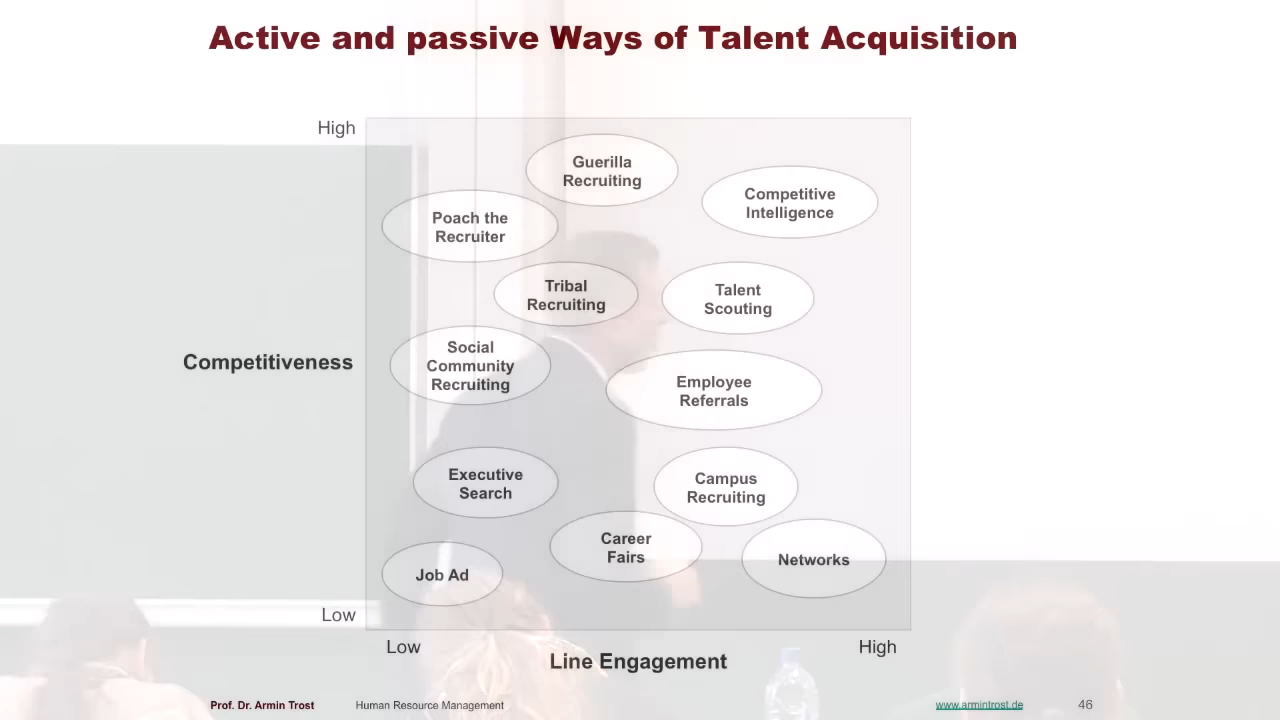 Active and passive Ways of Talent Acquisition
High
Guerilla
Recruiting
Competitive
Intelligence
Poach the
Recruiter
Tribal
Recruiting
Talent
Scouting
Social
Community
Recruiting
Competitiveness
Employee
Referrals
Executive
Search
Campus
Recruiting
Career
Fairs
Networks
Job Ad
Low
Low
High
Line Engagement
Prof. Dr. Armin Trost
Human Resource Management
www.armintrost.de
46